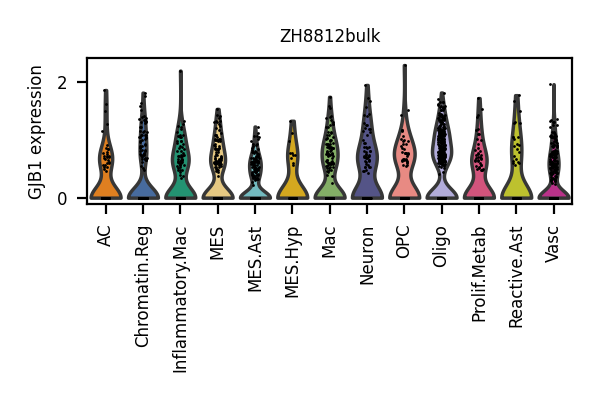 ZH8812bulk
GJB1 expression
2
0
AC
Chromatin.Reg
Inflammatory.Mac
MES
MES.Ast
MES.Hyp
Mac
Neuron
OPC
Oligo
Prolif.Metab
Reactive.Ast
Vasc